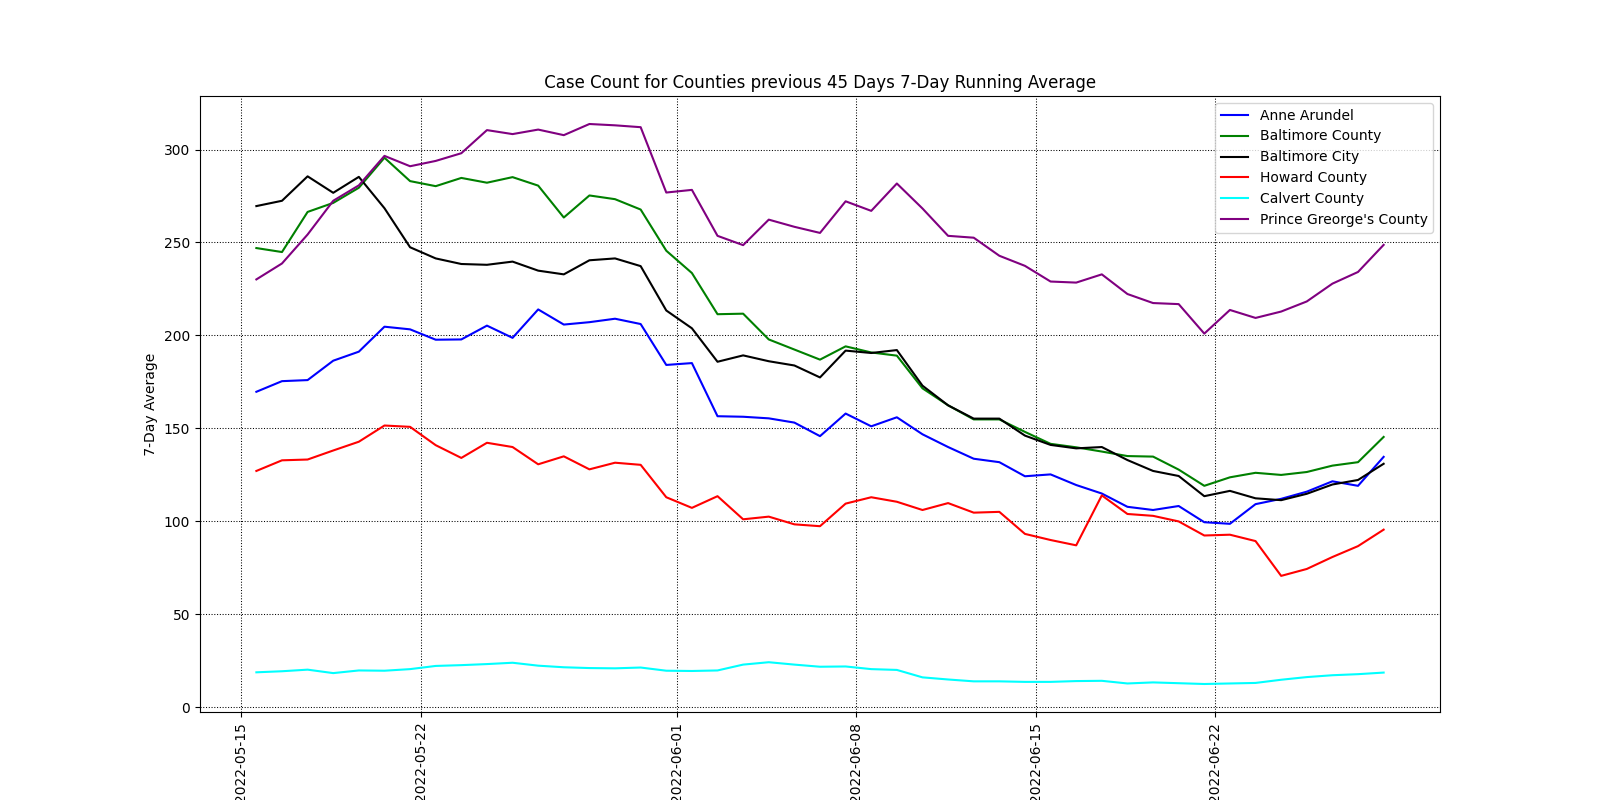 Case Count for Counties previous 45 Days 7-Day Running Average
Anne Arundel
Baltimore County
Baltimore City
Howard County
Calvert County
Prince Greorge's County
7-Day Average
300
250
200
150
100
50
0
2022-05-15
2022-05-22
2022-06-01
2022-06-08
2022-06-15
2022-06-22